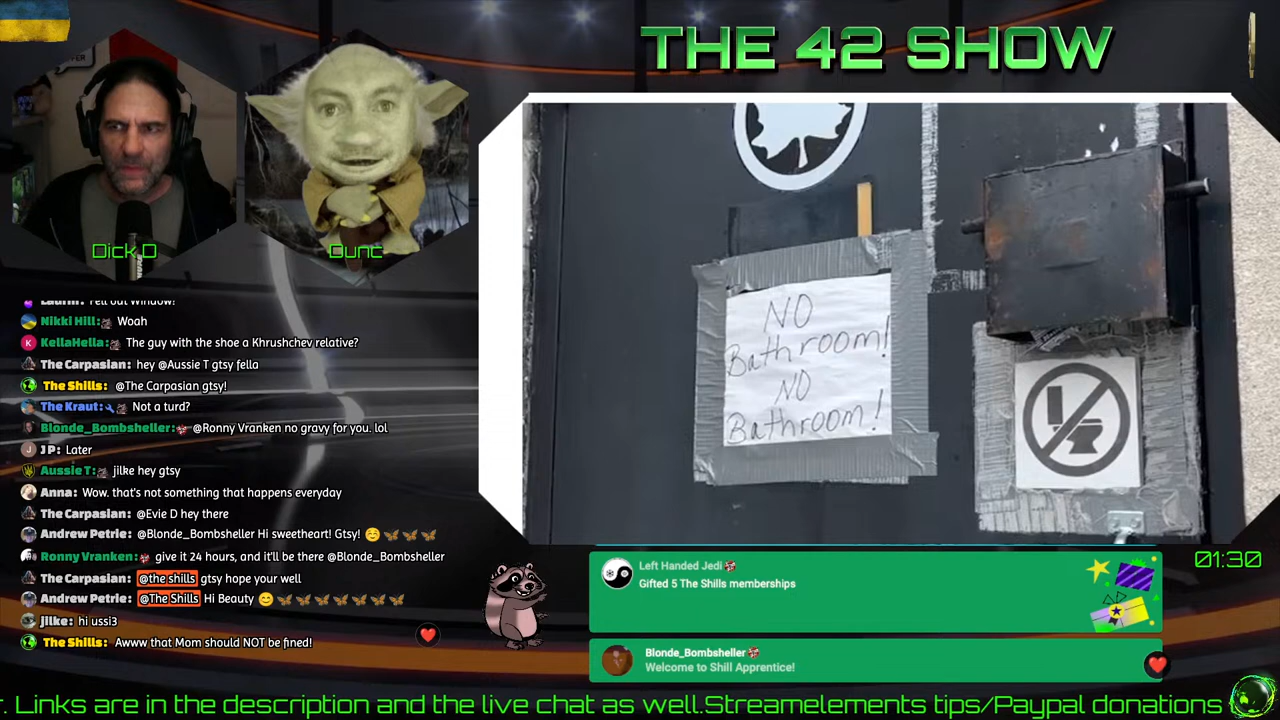 THE 42 SHOW
VER
Dick D
Dunc
NO
Bathroom!
NO
Bathroom!
Laurin: Fell out window?
Nikki Hill: Woah
KellaHella: The guy with the shoe a Khrushchev relative?
The Carpasian: hey @Aussie T gtsy fella
The Shills: @The Carpasian gtsy!
The Kraut: Not a turd?
Blonde_Bombsheller: @Ronny Vranken no gravy for you. lol
J P: Later
Aussie T: jilke hey gtsy
Anna: Wow. that's not something that happens everyday
The Carpasian: @Evie D hey there
Andrew Petrie: @Blonde_Bombsheller Hi sweetheart! Gtsy! 😊 🦋 🦋 🦋
Ronny Vranken: give it 24 hours, and it'll be there @Blonde_Bombsheller
The Carpasian: @the shills gtsy hope your well
Andrew Petrie: @The Shills Hi Beauty 😊 🦋 🦋 🦋 🦋 🦋 🦋 🦋
Jilke: hi ussi3
The Shills: Awww that Mom should NOT be fined!
Left Handed Jedi
Gifted 5 The Shills memberships
01:30
Blonde_Bombsheller
Welcome to Shill Apprentice!
r. Links are in the description and the live chat as well.Streamelements tips/Paypal donations